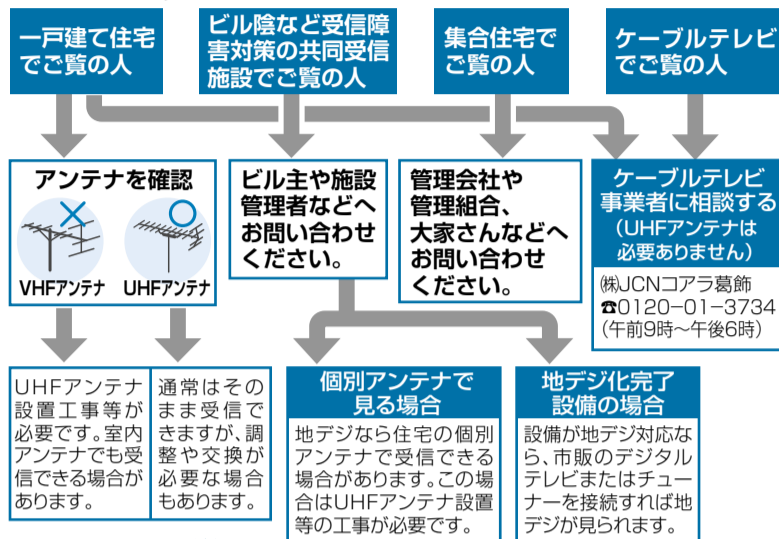 一戸建て住宅
でご覧の人
ビル陰など受信障
害対策の共同受信
施設でご覧の人
集合住宅で
ご覧の人
ケーブルテレビ
でご覧の人
アンテナを確認
VHFアンテナ
UHFアンテナ
ビル主や施設
管理者などへ
お問い合わせ
ください。
管理会社や
管理組合、
大家さんなどへ
お問い合わせ
ください。
ケーブルテレビ
事業者に相談する
（UHFアンテナは
必要ありません）
㈱JCNコアラ葛飾
☎0120−01−3734
（午前9時〜午後6時）
UHFアンテナ
設置工事等が
必要です。室内
アンテナでも受
信できる場合が
あります。
通常はその
まま受信で
きますが、調
整や交換が
必要な場合
もあります。
個別アンテナで
見る場合
地デジなら住宅の個別
アンテナで受信できる
場合があります。この場
合はUHFアンテナ設置
等の工事が必要です。
地デジ化完了
設備の場合
設備が地デジ対応な
ら、市販のデジタル
テレビまたはチュー
ナーを接続すれば地
デジが見られます。